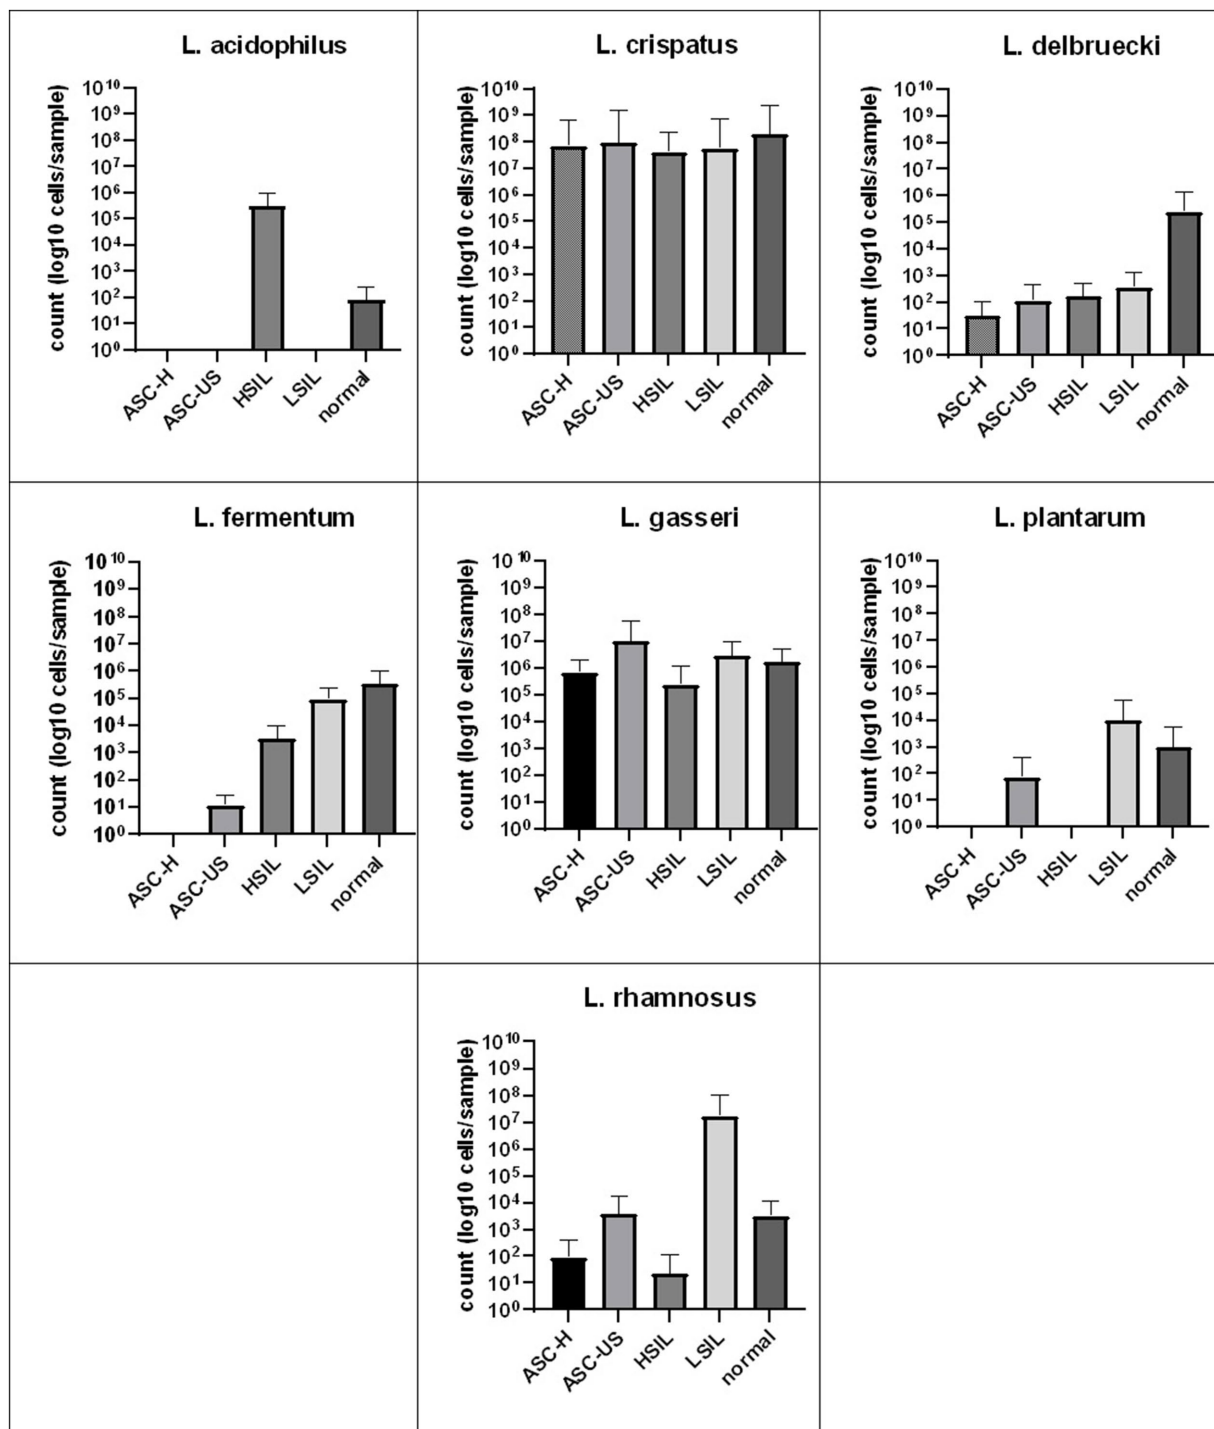 L. acidophilus
count (log10 cells/sample)
10¹⁰
10⁹
10⁸
10⁷
10⁶
10⁵
10⁴
10³
10²
10¹
10⁰
ASC-H
ASC-US
HSIL
LSIL
normal
L. crispatus
count (log10 cells/sample)
10¹⁰
10⁹
10⁸
10⁷
10⁶
10⁵
10⁴
10³
10²
10¹
10⁰
ASC-H
ASC-US
HSIL
LSIL
normal
L. delbruecki
count (log10 cells/sample)
10¹⁰
10⁹
10⁸
10⁷
10⁶
10⁵
10⁴
10³
10²
10¹
10⁰
ASC-H
ASC-US
HSIL
LSIL
normal
L. fermentum
count (log10 cells/sample)
10¹⁰
10⁹
10⁸
10⁷
10⁶
10⁵
10⁴
10³
10²
10¹
10⁰
ASC-H
ASC-US
HSIL
LSIL
normal
L. gasseri
count (log10 cells/sample)
10¹⁰
10⁹
10⁸
10⁷
10⁶
10⁵
10⁴
10³
10²
10¹
10⁰
ASC-H
ASC-US
HSIL
LSIL
normal
L. plantarum
count (log10 cells/sample)
10¹⁰
10⁹
10⁸
10⁷
10⁶
10⁵
10⁴
10³
10²
10¹
10⁰
ASC-H
ASC-US
HSIL
LSIL
normal
L. rhamnosus
count (log10 cells/sample)
10¹⁰
10⁹
10⁸
10⁷
10⁶
10⁵
10⁴
10³
10²
10¹
10⁰
ASC-H
ASC-US
HSIL
LSIL
normal